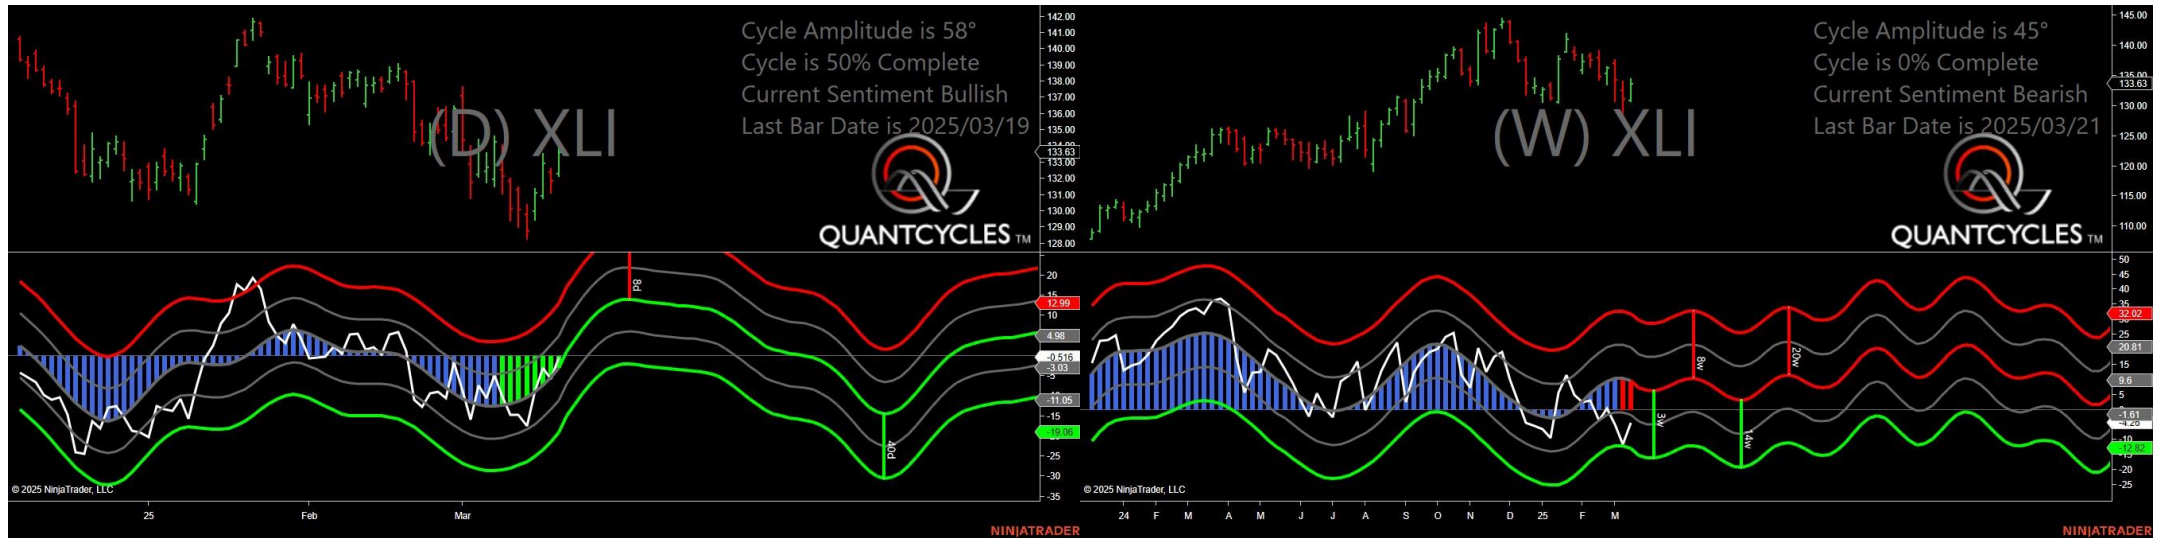 Cycle Amplitude is 58°
Cycle is 50% Complete
Current Sentiment Bullish
Last Bar Date is 2025/03/19
(D) XLI
QUANTCYCLES TM
142.00
141.00
140.00
139.00
138.00
137.00
136.00
135.00
133.63
133.00
132.00
131.00
130.00
129.00
128.00
8d
40d
20
15
12.99
10
4.98
-0.516
-3.03
-11.05
-15
-19.06
-25
-30
-35
© 2025 NinjaTrader, LLC
25
Feb
Mar
NINJATRADER
Cycle Amplitude is 45°
Cycle is 0% Complete
Current Sentiment Bearish
Last Bar Date is 2025/03/21
(W) XLI
QUANTCYCLES TM
145.00
140.00
135.00
133.63
130.00
125.00
120.00
115.00
110.00
3w
8w
14w
20w
50
45
40
35
32.02
25
20.81
15
9.6
5
-1.61
-4.26
-10
-12.82
-20
-25
© 2025 NinjaTrader, LLC
24
F
M
A
M
J
J
A
S
O
N
D
25
F
M
NINJATRADER